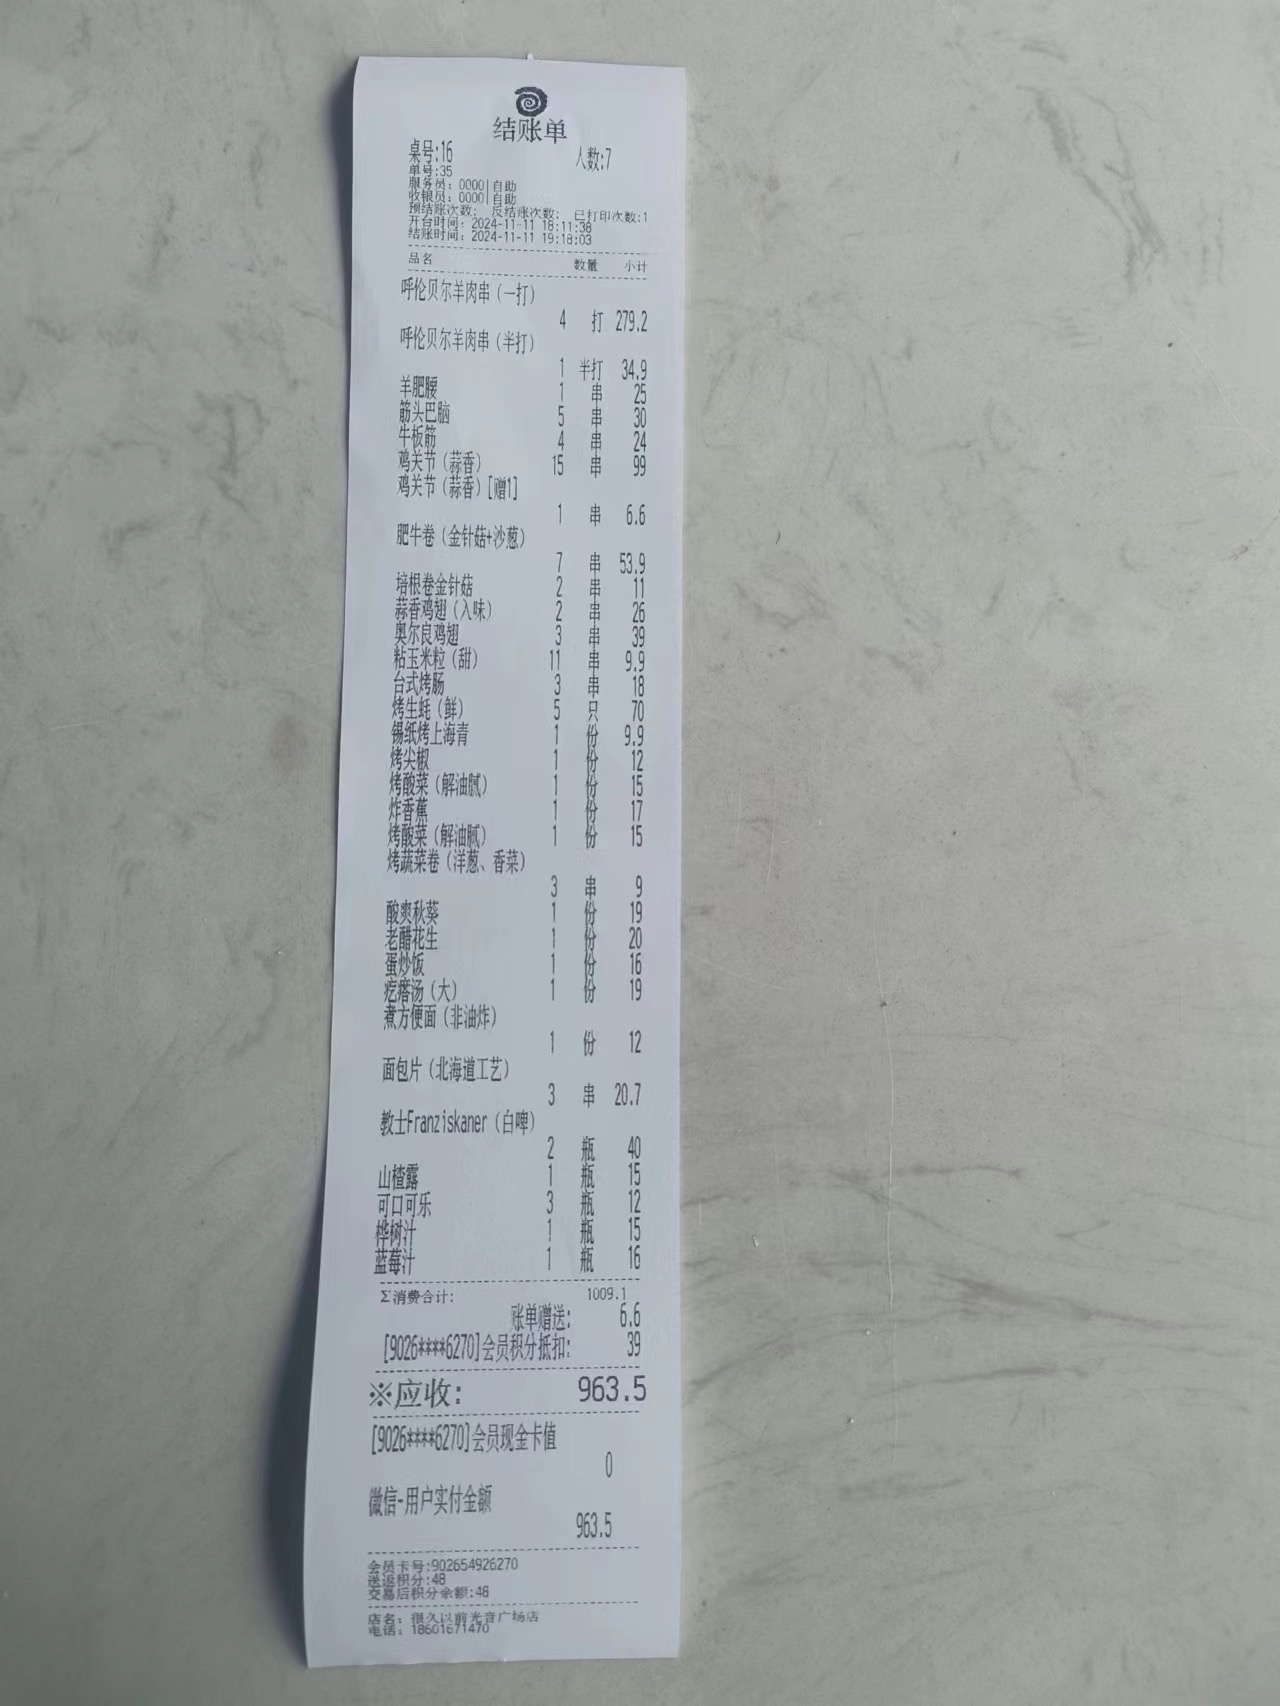 结账单
桌号:16 人数:7
单号:35
服务员: 0000|自助
收银员: 0000|自助
预结账次数: 反结账次数: 已打印次数:1
开台时间: 2024-11-11 18:11:38
结账时间: 2024-11-11 19:18:03
品名 数量 小计
呼伦贝尔羊肉串(一打)
4 打 279.2
呼伦贝尔羊肉串(半打)
1 半打 34.9
羊肥腰 1 串 25
筋头巴脑 5 串 30
牛板筋 4 串 24
鸡关节(蒜香) 15 串 99
鸡关节(蒜香)[赠1]
1 串 6.6
肥牛卷(金针菇+沙葱)
7 串 53.9
培根卷金针菇 2 串 11
蒜香鸡翅(入味) 2 串 26
奥尔良鸡翅 3 串 39
粘玉米粒(甜) 11 串 9.9
台式烤肠 3 串 18
烤生蚝(鲜) 5 只 70
锡纸烤上海青 1 份 9.9
烤尖椒 1 份 12
烤酸菜(解油腻) 1 份 15
炸香蕉 1 份 17
烤酸菜(解油腻) 1 份 15
烤蔬菜卷(洋葱、香菜)
3 串 9
酸爽秋葵 1 份 19
老醋花生 1 份 20
蛋炒饭 1 份 16
疙瘩汤(大) 1 份 19
煮方便面(非油炸)
1 份 12
面包片(北海道工艺)
3 串 20.7
教士Franziskaner(白啤)
2 瓶 40
山楂露 1 瓶 15
可口可乐 3 瓶 12
桦树汁 1 瓶 15
蓝莓汁 1 瓶 16
Σ消费合计: 1009.1
账单赠送: 6.6
[9026****6270]会员积分抵扣: 39
※应收: 963.5
[9026****6270]会员现金卡值
0
微信-用户实付金额
963.5
会员卡号:902654926270
送返积分:48
交易后积分余额:48
店名: 很久以前光音广场店
电话: 18601671470